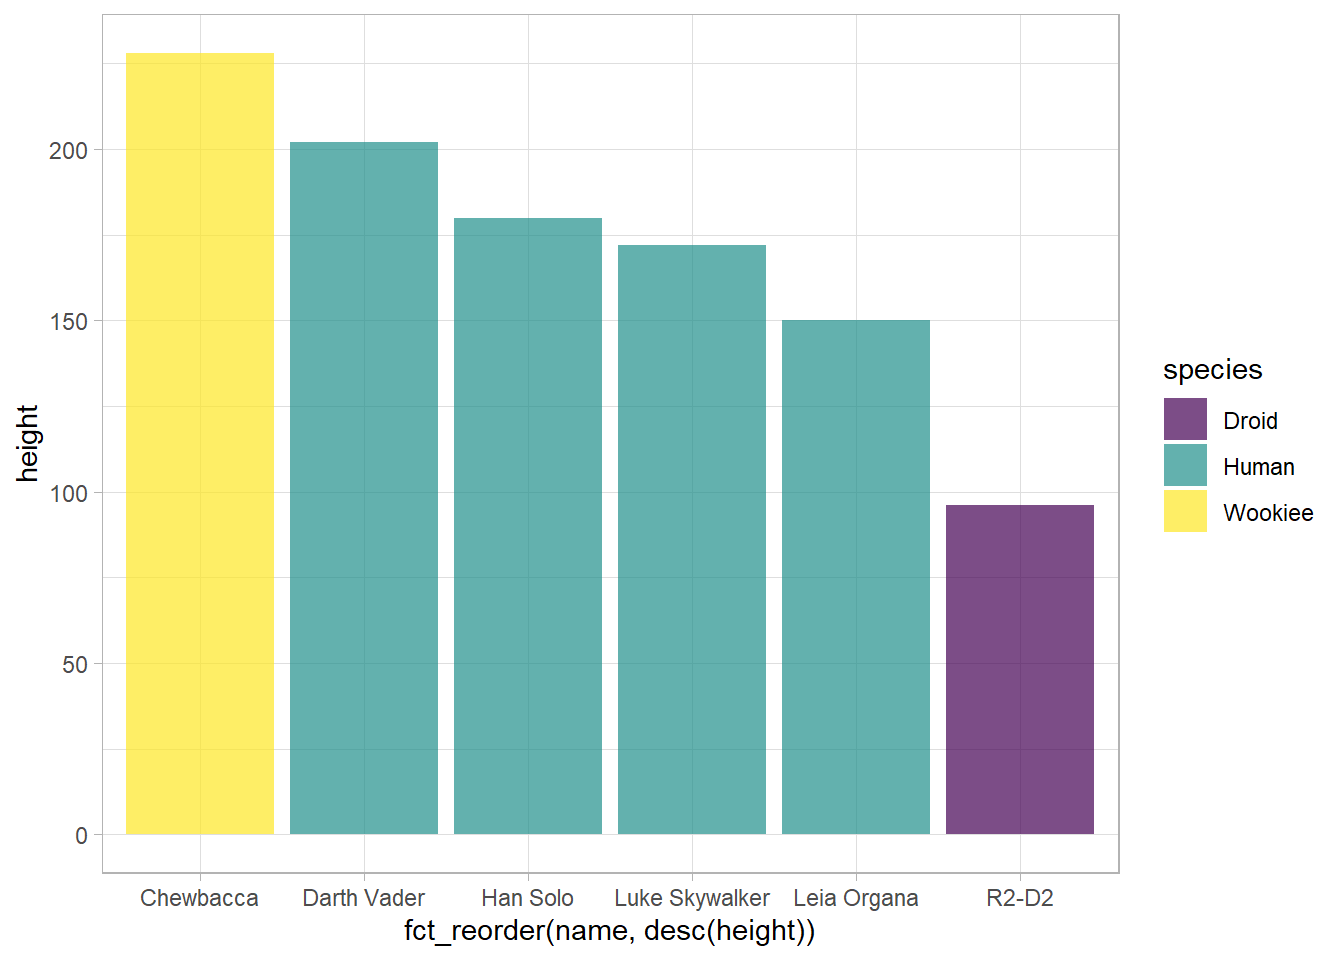 height
200
150
100
50
0
Chewbacca Darth Vader Han Solo Luke Skywalker Leia Organa R2-D2
fct_reorder(name, desc(height))
species
Droid
Human
Wookiee